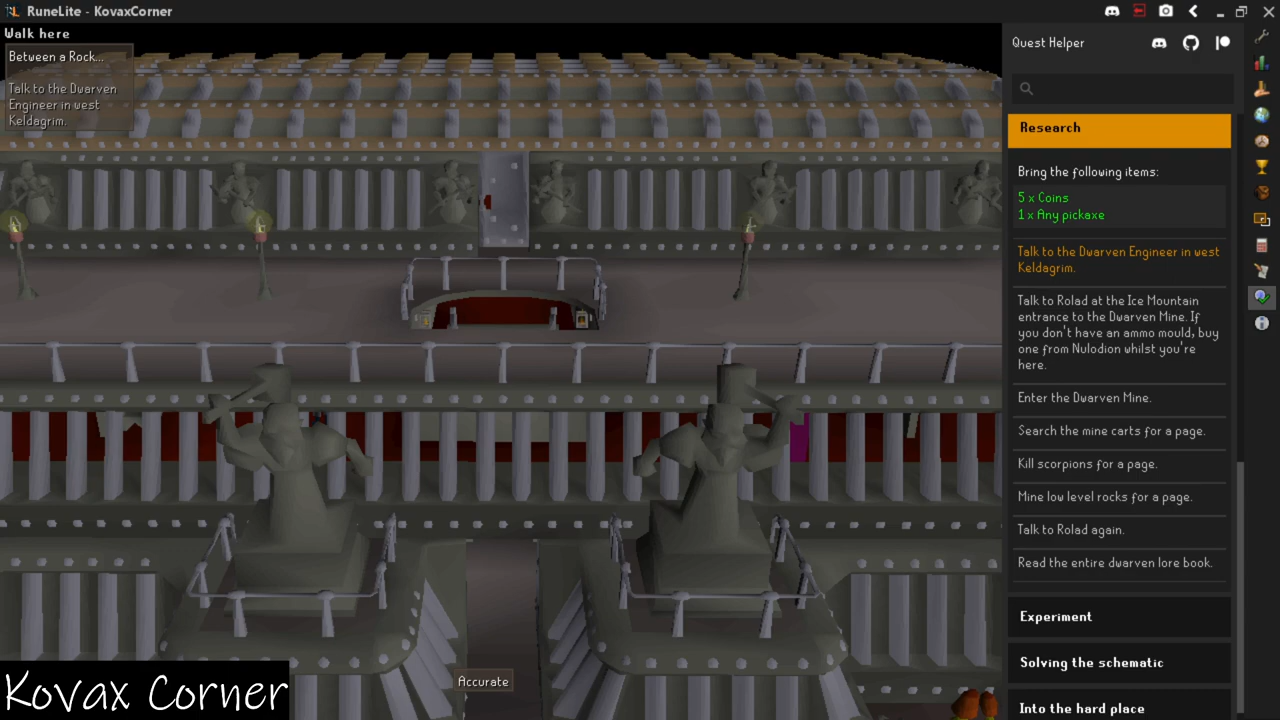 RuneLite - KovaxCorner
Walk here
Between a Rock...
Talk to the Dwarven
Engineer in west
Keldagrim.
Quest Helper
Research
Bring the following items:
5 x Coins
1 x Any pickaxe
Talk to the Dwarven Engineer in west
Keldagrim.
Talk to Rolad at the Ice Mountain
entrance to the Dwarven Mine. If
you don't have an ammo mould, buy
one from Nulodion whilst you're
here.
Enter the Dwarven Mine.
Search the mine carts for a page.
Kill scorpions for a page.
Mine low level rocks for a page.
Talk to Rolad again.
Read the entire dwarven lore book.
Experiment
Solving the schematic
Into the hard place
Accurate
Kovax Corner